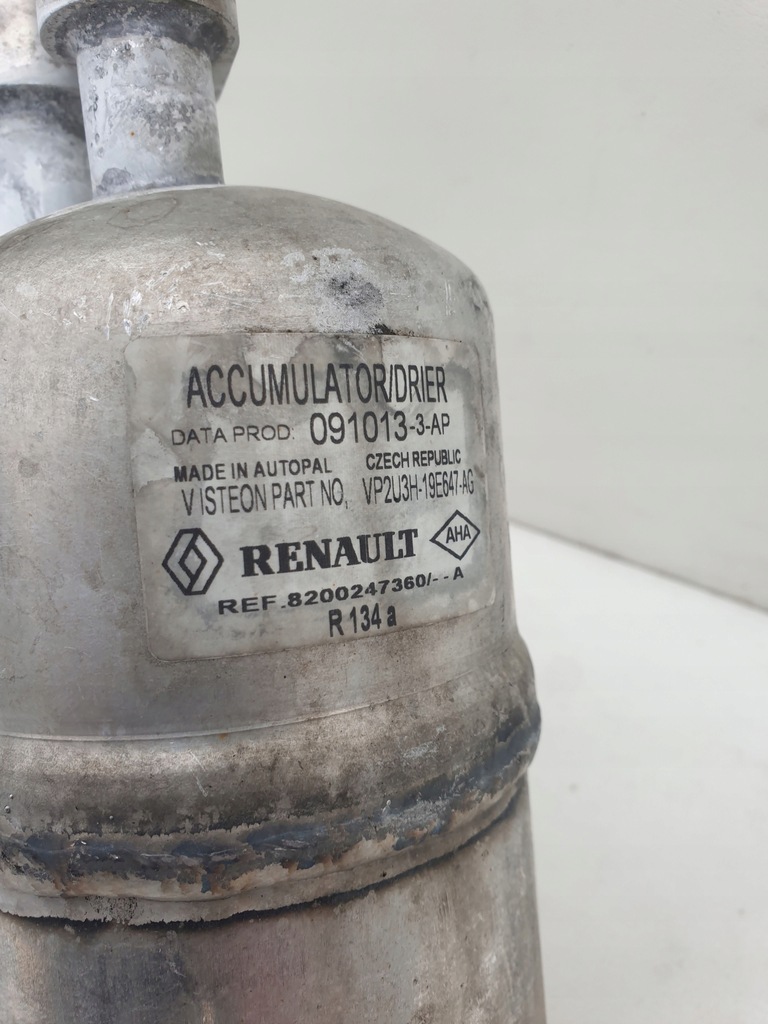 ACCUMULATOR/DRIER
DATA PROD: 091013-3-AP
MADE IN AUTOPAL CZECH REPUBLIC
VISTEON PART NO, VP2U3H-19E647-AG
RENAULT AHA
REF.8200247360/--A
R 134 a